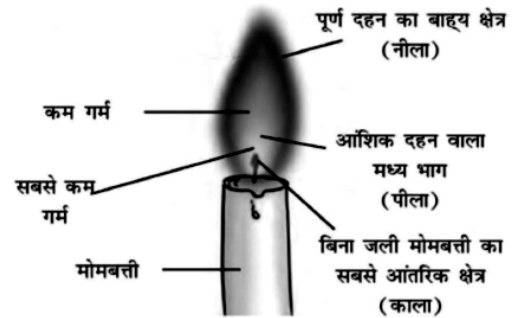 पूर्ण दहन का बाह्य क्षेत्र
(नीला)
कम गर्म
आंशिक दहन वाला
मध्य भाग
(पीला)
सबसे कम
गर्म
बिना जली मोमबत्ती का
सबसे आंतरिक क्षेत्र
(काला)
मोमबत्ती